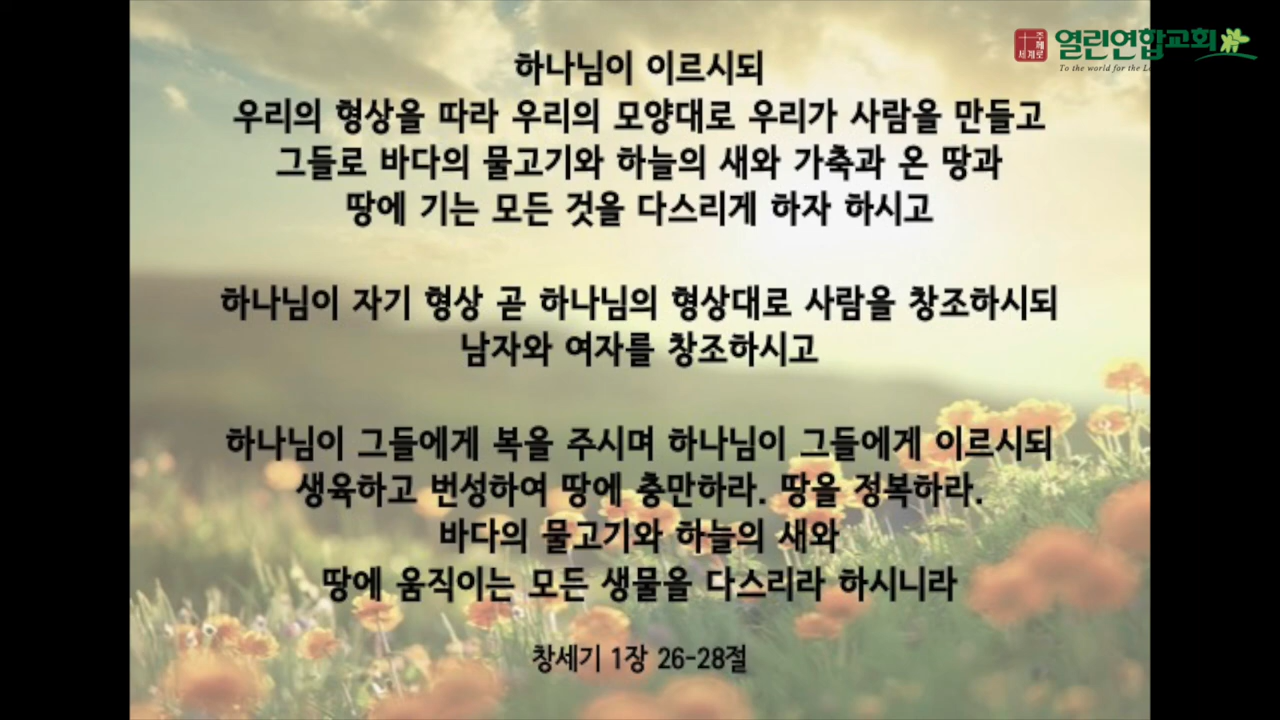 주께 세계로
열린연합교회
To the world for the L
하나님이 이르시되
우리의 형상을 따라 우리의 모양대로 우리가 사람을 만들고
그들로 바다의 물고기와 하늘의 새와 가축과 온 땅과
땅에 기는 모든 것을 다스리게 하자 하시고
하나님이 자기 형상 곧 하나님의 형상대로 사람을 창조하시되
남자와 여자를 창조하시고
하나님이 그들에게 복을 주시며 하나님이 그들에게 이르시되
생육하고 번성하여 땅에 충만하라. 땅을 정복하라.
바다의 물고기와 하늘의 새와
땅에 움직이는 모든 생물을 다스리라 하시니라
창세기 1장 26-28절